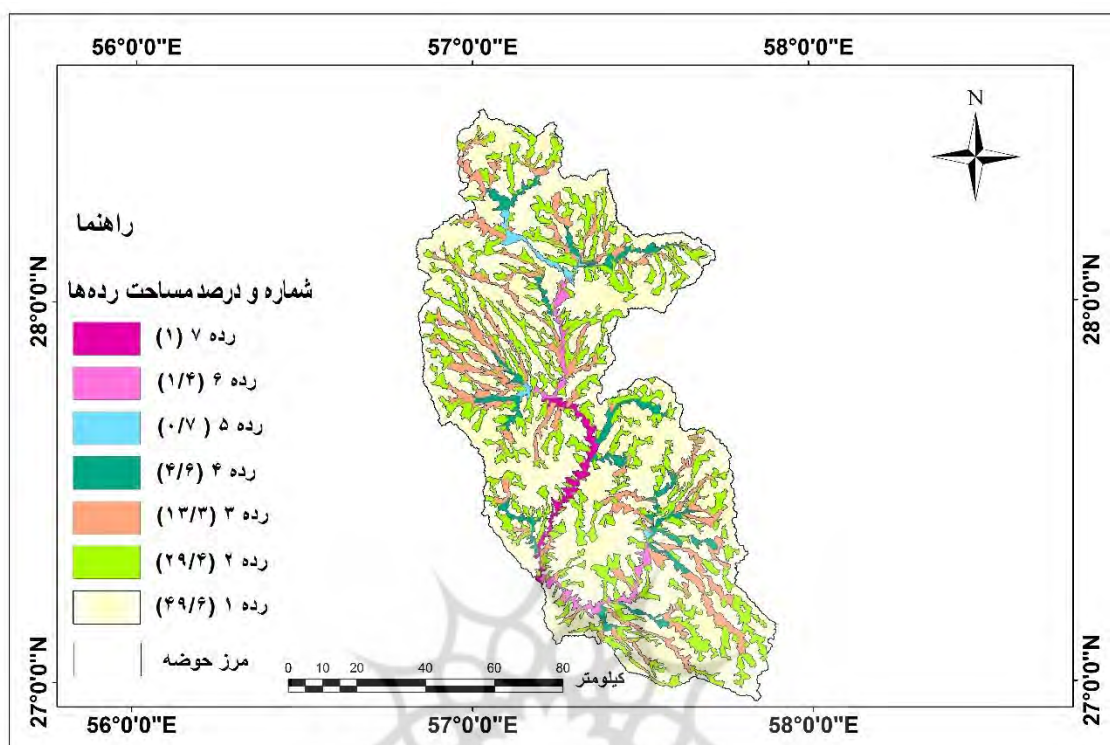 56°0'0"E 57°0'0"E 58°0'0"E
N
راهنما
شماره و درصد مساحت رده‌ها
رده ۷ (۱)
رده ۶ (۱/۴)
رده ۵ (۰/۷)
رده ۴ (۴/۶)
رده ۳ (۱۳/۳)
رده ۲ (۲۹/۴)
رده ۱ (۴۹/۶)
مرز حوضه
0 10 20 40 60 80
کیلومتر
28°0'0"N 28°0'0"N
27°0'0"N 27°0'0"N
56°0'0"E 57°0'0"E 58°0'0"E